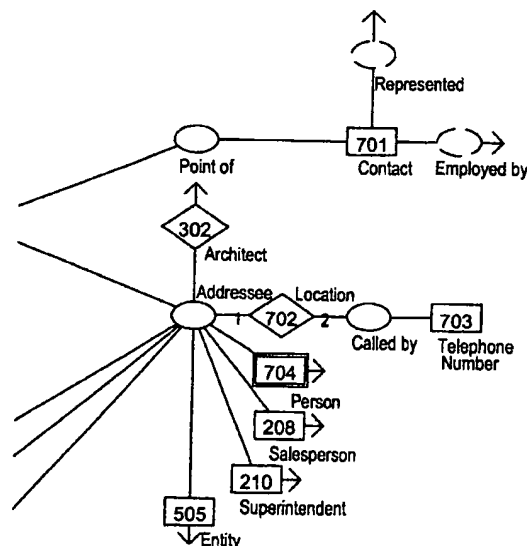 Represented
701
Point of
Contact
Employed by
302
Architect
Addressee
Location
1
702
2
703
Called by
Telephone
Number
704
Person
208
Salesperson
210
Superintendent
505
Entity